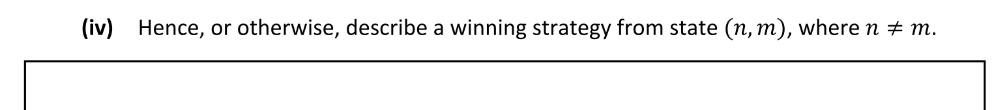 (iv) Hence, or otherwise, describe a winning strategy from state (n, m), where n ≠ m.